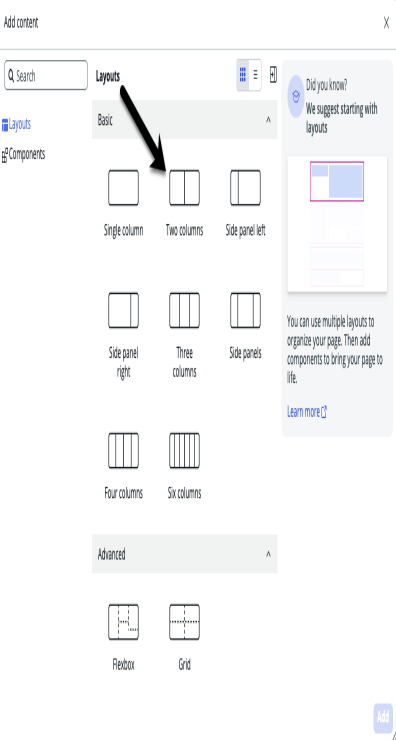 Add content
Search
Layouts
Layouts
Components
Basic
Single column
Two columns
Side panel left
Side panel
right
Three
columns
Side panels
Four columns
Six columns
Advanced
Flexbox
Grid
Did you know?
We suggest starting with
layouts
You can use multiple layouts to
organize your page. Then add
components to bring your page to
life.
Learn more
Add